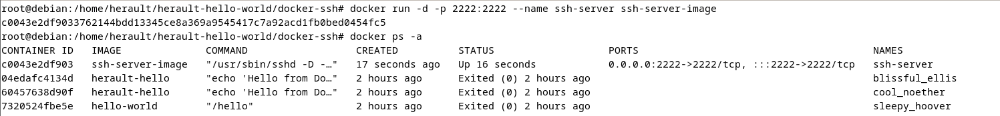 root@debian:/home/herault/herault-hello-world/docker-ssh# docker run -d -p 2222:2222 --name ssh-server ssh-server-image
c0043e2df9033762144bdd13345ce8a369a9545417c7a92acd1fb0bed0454fc5
root@debian:/home/herault/herault-hello-world/docker-ssh# docker ps -a
CONTAINER ID   IMAGE              COMMAND                  CREATED          STATUS                   PORTS                                       NAMES
c0043e2df903   ssh-server-image   "/usr/sbin/sshd -D -…"   17 seconds ago   Up 16 seconds            0.0.0.0:2222->2222/tcp, :::2222->2222/tcp   ssh-server
04edafc4134d   herault-hello      "echo 'Hello from Do…"   2 hours ago      Exited (0) 2 hours ago                                               blissful_ellis
60457638d90f   herault-hello      "echo 'Hello from Do…"   2 hours ago      Exited (0) 2 hours ago                                               cool_noether
7320524fbe5e   hello-world        "/hello"                 2 hours ago      Exited (0) 2 hours ago                                               sleepy_hoover